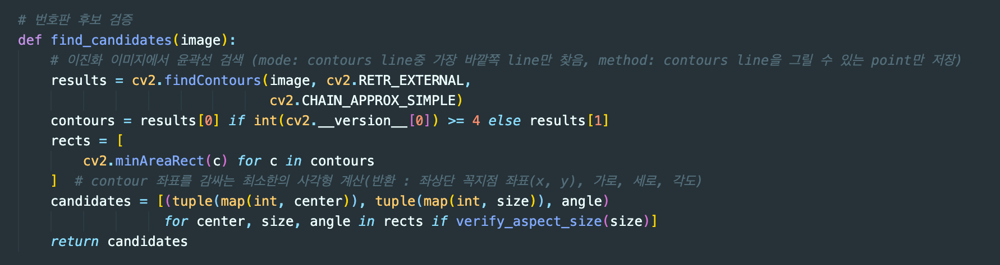 # 번호판 후보 검증
def find_candidates(image):
    # 이진화 이미지에서 윤곽선 검색 (mode: contours line중 가장 바깥쪽 line만 찾음, method: contours line을 그릴 수 있는 point만 저장)
    results = cv2.findContours(image, cv2.RETR_EXTERNAL,
                               cv2.CHAIN_APPROX_SIMPLE)
    contours = results[0] if int(cv2.__version__[0]) >= 4 else results[1]
    rects = [
        cv2.minAreaRect(c) for c in contours
    ]  # contour 좌표를 감싸는 최소한의 사각형 계산(반환 : 좌상단 꼭지점 좌표(x, y), 가로, 세로, 각도)
    candidates = [(tuple(map(int, center)), tuple(map(int, size)), angle)
                  for center, size, angle in rects if verify_aspect_size(size)]
    return candidates